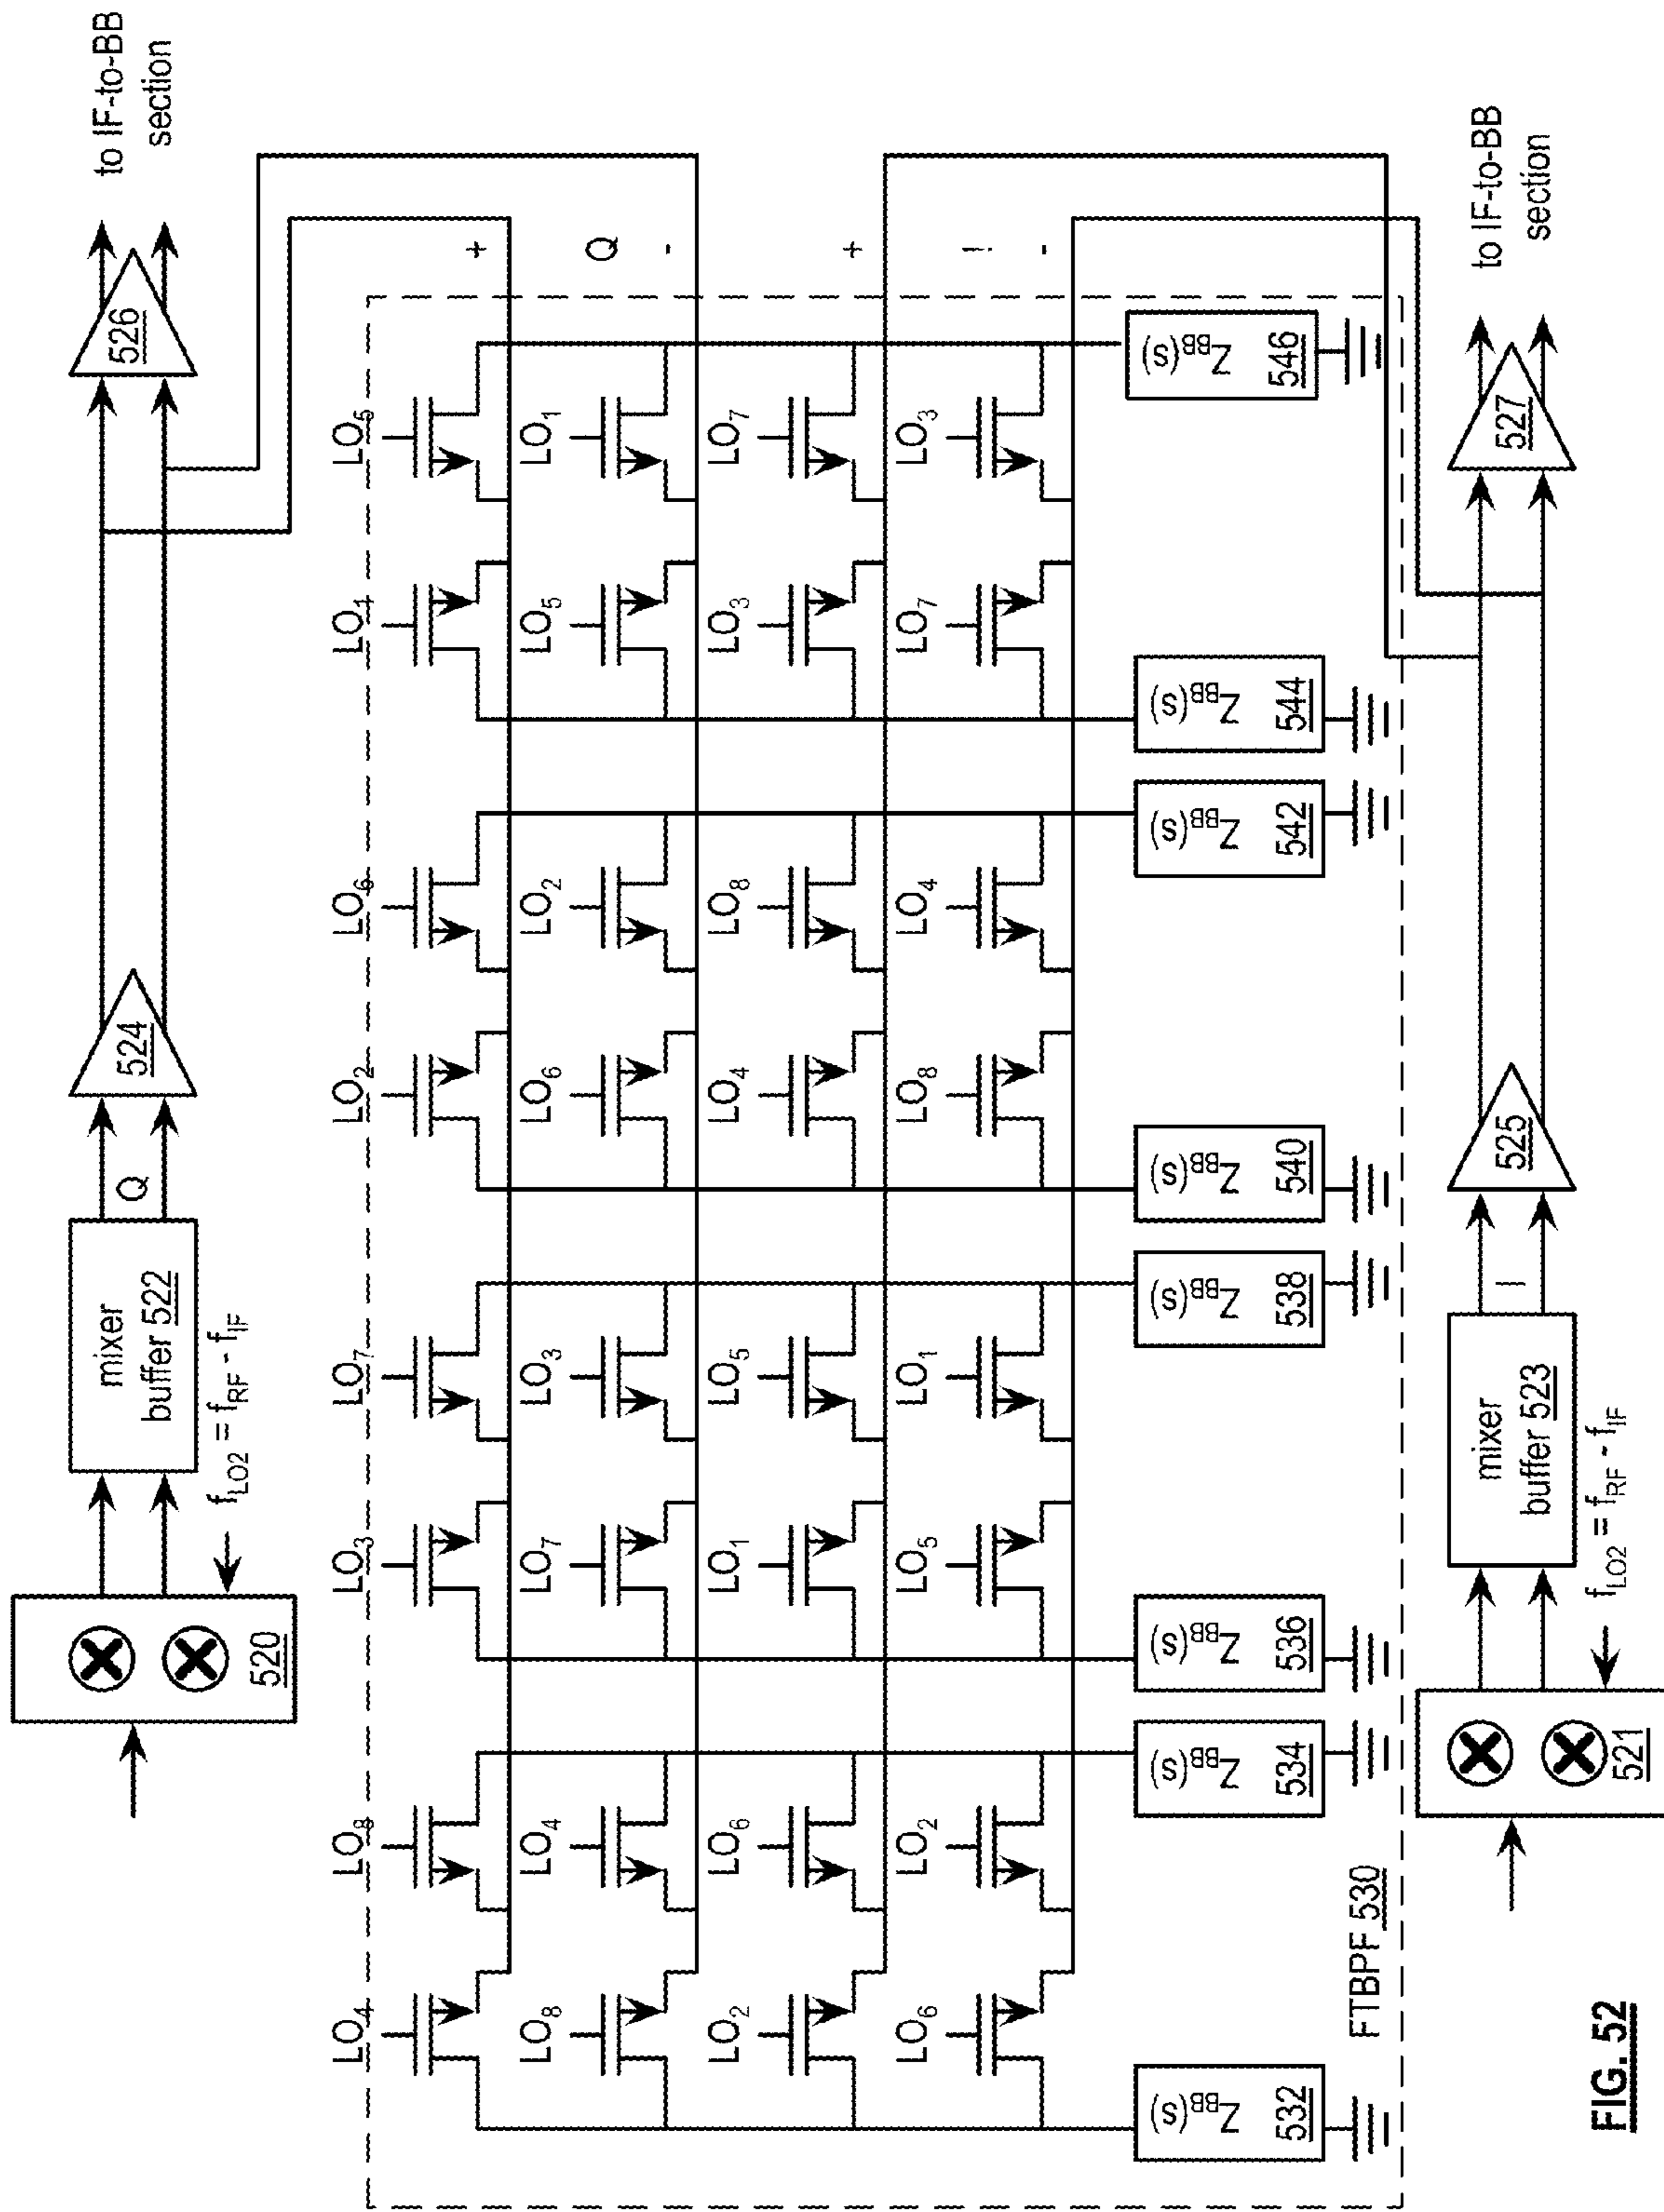 520
f_LO2 = f_RF - f_IF
mixer
buffer 522
Q
524
526
to IF-to-BB
section
LO₄ LO₈ LO₃ LO₇ LO₂ LO₆ LO₁ LO₅
+
LO₈ LO₄ LO₇ LO₃ LO₆ LO₂ LO₅ LO₁
Q
-
LO₂ LO₆ LO₁ LO₅ LO₄ LO₈ LO₃ LO₇
+
LO₆ LO₂ LO₅ LO₁ LO₈ LO₄ LO₇ LO₃
I
-
Z_BB(s)
532
Z_BB(s)
534
Z_BB(s)
536
Z_BB(s)
538
Z_BB(s)
540
Z_BB(s)
542
Z_BB(s)
544
Z_BB(s)
546
FTBPF 530
521
f_LO2 = f_RF - f_IF
mixer
buffer 523
I
525
527
to IF-to-BB
section
FIG. 52